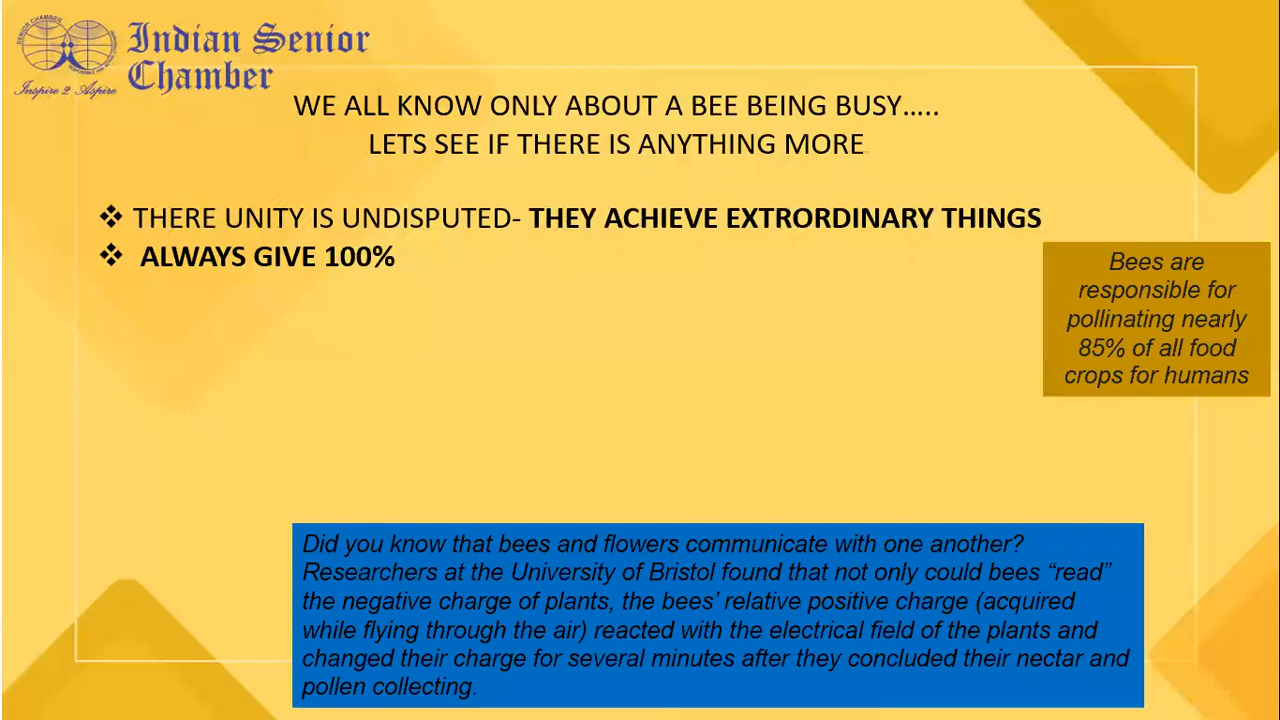 Indian Senior
Chamber
Inspire 2 Aspire
WE ALL KNOW ONLY ABOUT A BEE BEING BUSY…..
LETS SEE IF THERE IS ANYTHING MORE
❖ THERE UNITY IS UNDISPUTED- THEY ACHIEVE EXTRORDINARY THINGS
❖ ALWAYS GIVE 100%
Bees are
responsible for
pollinating nearly
85% of all food
crops for humans
Did you know that bees and flowers communicate with one another?
Researchers at the University of Bristol found that not only could bees “read”
the negative charge of plants, the bees’ relative positive charge (acquired
while flying through the air) reacted with the electrical field of the plants and
changed their charge for several minutes after they concluded their nectar and
pollen collecting.